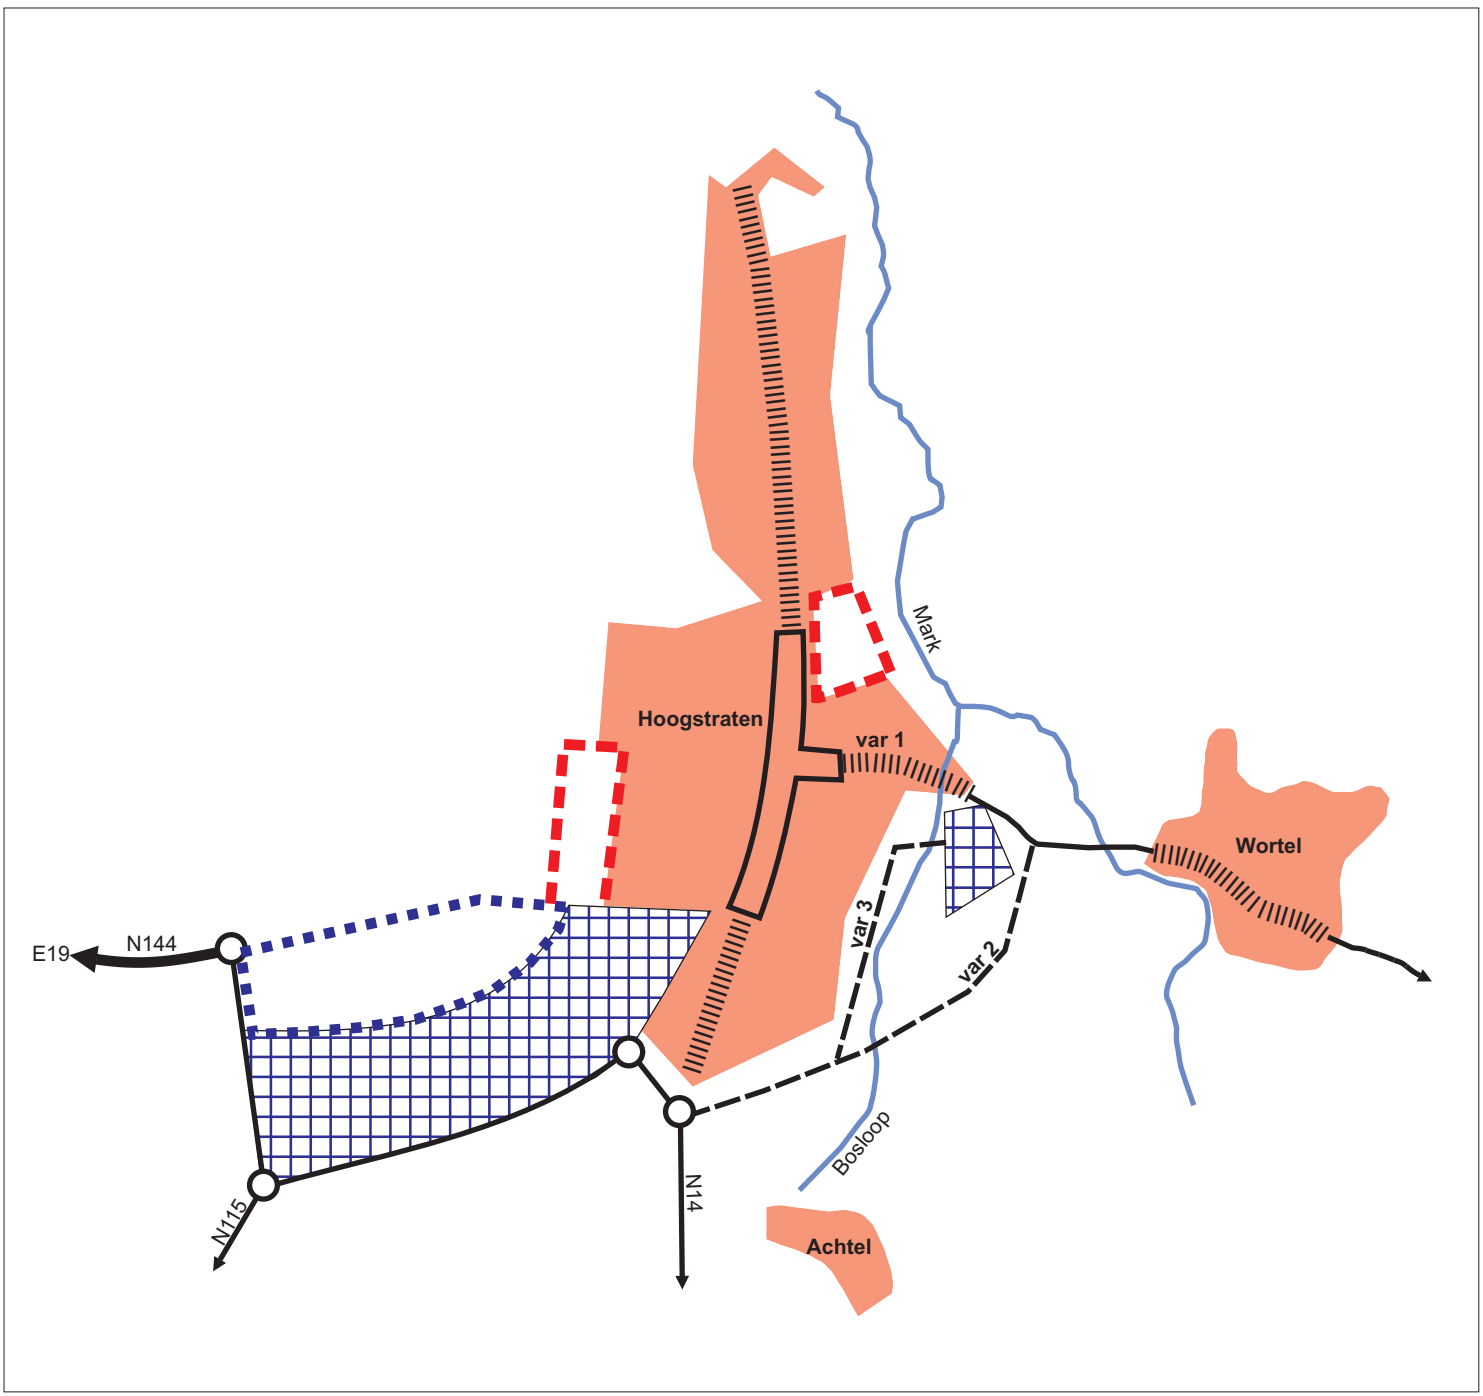 Mark
Hoogstraten
var 1
Wortel
var 3
var 2
N144
E19
Bosloop
N14
N115
Achtel